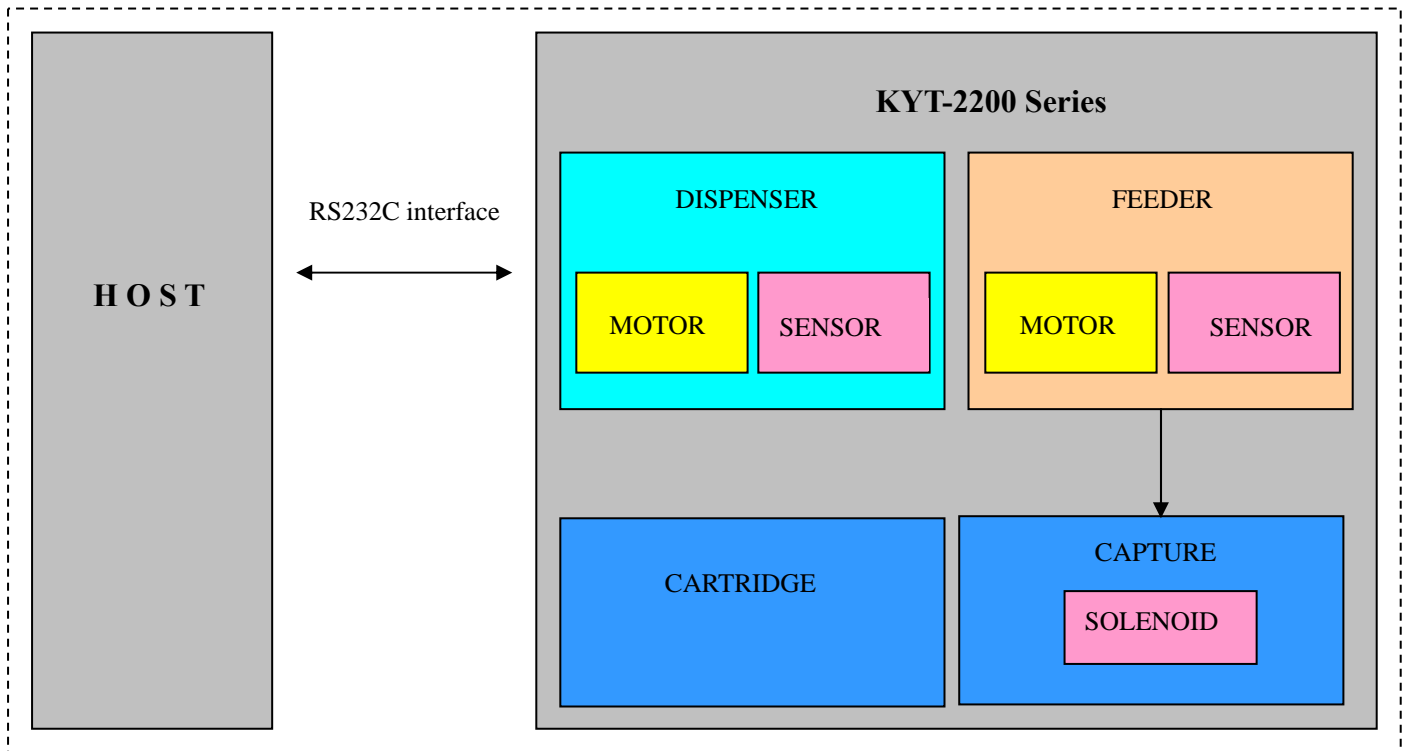 KYT-2200 Series
DISPENSER
FEEDER
RS232C interface
H O S T
MOTOR
SENSOR
MOTOR
SENSOR
CAPTURE
CARTRIDGE
SOLENOID